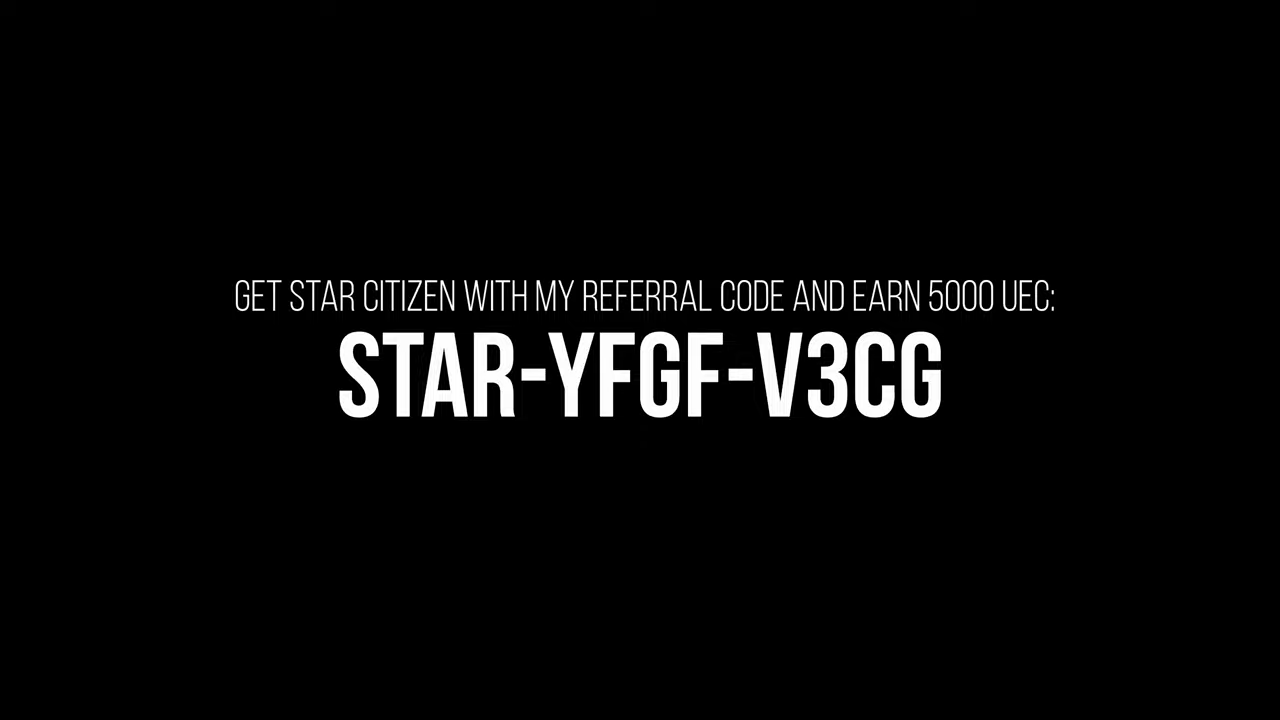 GET STAR CITIZEN WITH MY REFERRAL CODE AND EARN 5000 UEC:
STAR-YFGF-V3CG